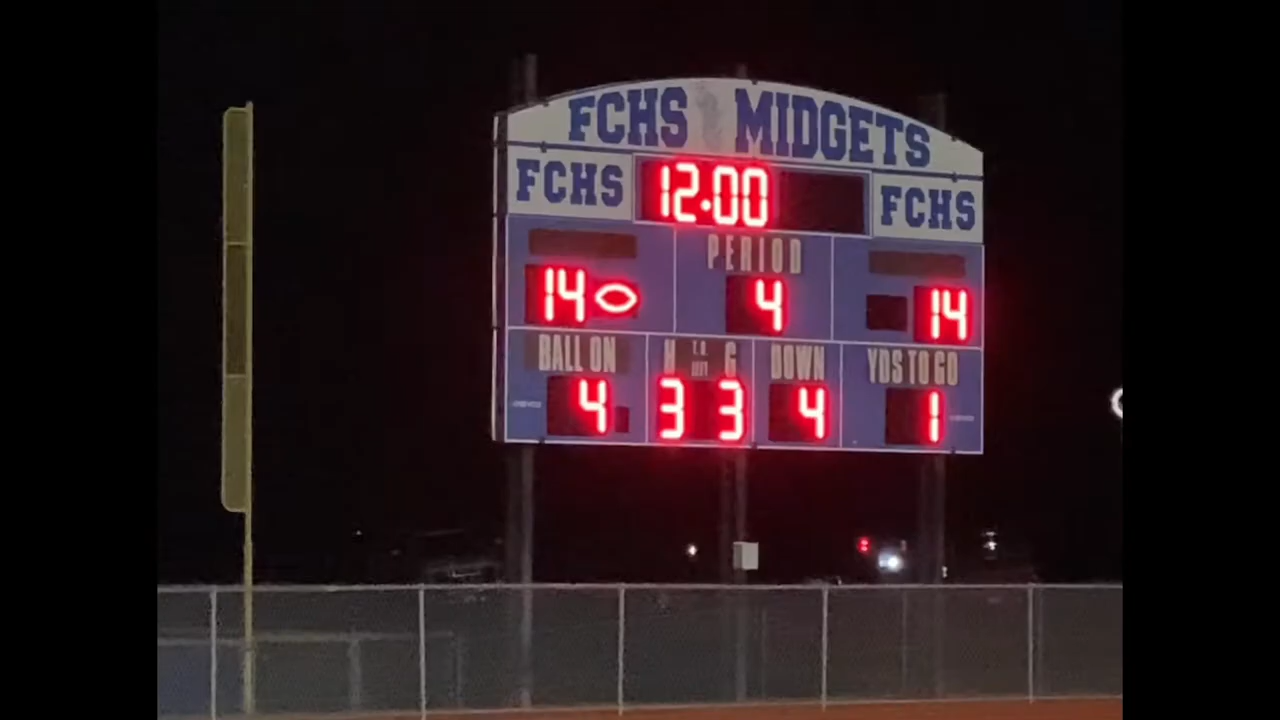 FCHS MIDGETS
FCHS 12:00 FCHS
PERIOD
14 4 14
BALL ON H T.O. LEFT G DOWN YDS TO GO
4 3 3 4 1